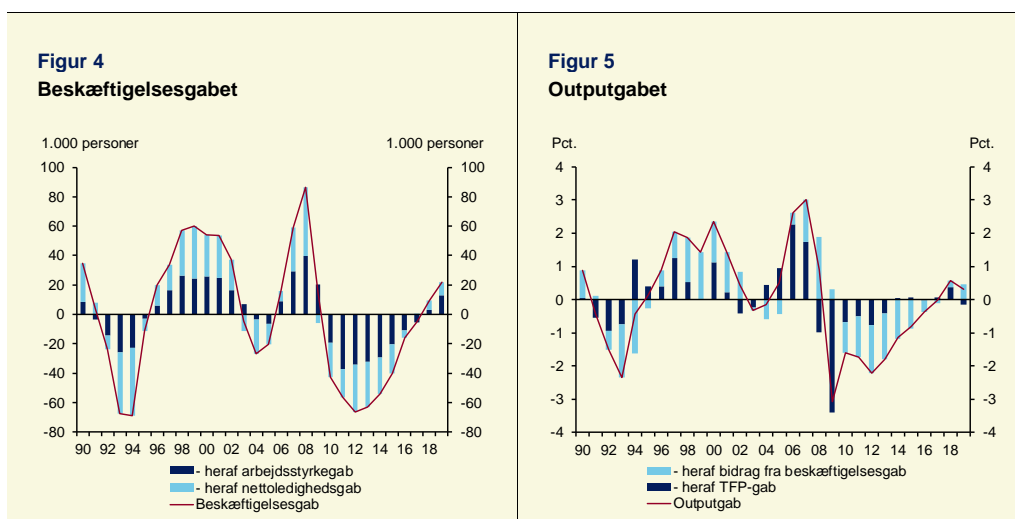 Figur 4
Beskæftigelsesgabet
1.000 personer 1.000 personer
100 100
80 80
60 60
40 40
20 20
0 0
-20 -20
-40 -40
-60 -60
-80 -80
90 92 94 96 98 00 02 04 06 08 10 12 14 16 18
- heraf arbejdsstyrkegab
- heraf nettoledighedsgab
Beskæftigelsesgab
Figur 5
Outputgabet
Pct. Pct.
4 4
3 3
2 2
1 1
0 0
-1 -1
-2 -2
-3 -3
-4 -4
90 92 94 96 98 00 02 04 06 08 10 12 14 16 18
- heraf bidrag fra beskæftigelsesgab
- heraf TFP-gab
Outputgab